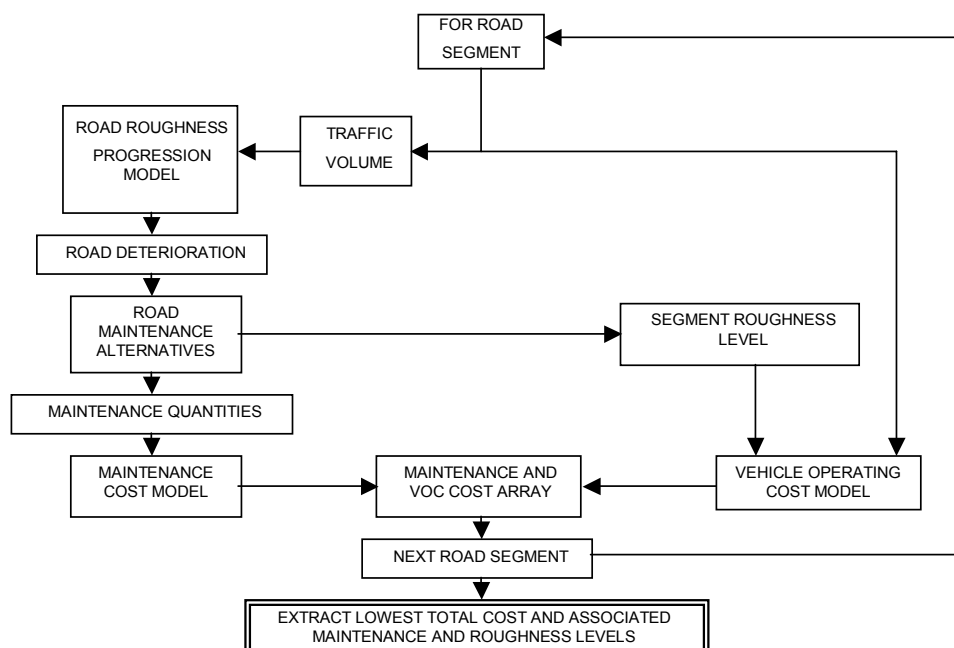 FOR ROAD
SEGMENT
ROAD ROUGHNESS
PROGRESSION
MODEL
TRAFFIC
VOLUME
ROAD DETERIORATION
ROAD
MAINTENANCE
ALTERNATIVES
SEGMENT ROUGHNESS
LEVEL
MAINTENANCE QUANTITIES
MAINTENANCE
COST MODEL
MAINTENANCE AND
VOC COST ARRAY
VEHICLE OPERATING
COST MODEL
NEXT ROAD SEGMENT
EXTRACT LOWEST TOTAL COST AND ASSOCIATED
MAINTENANCE AND ROUGHNESS LEVELS